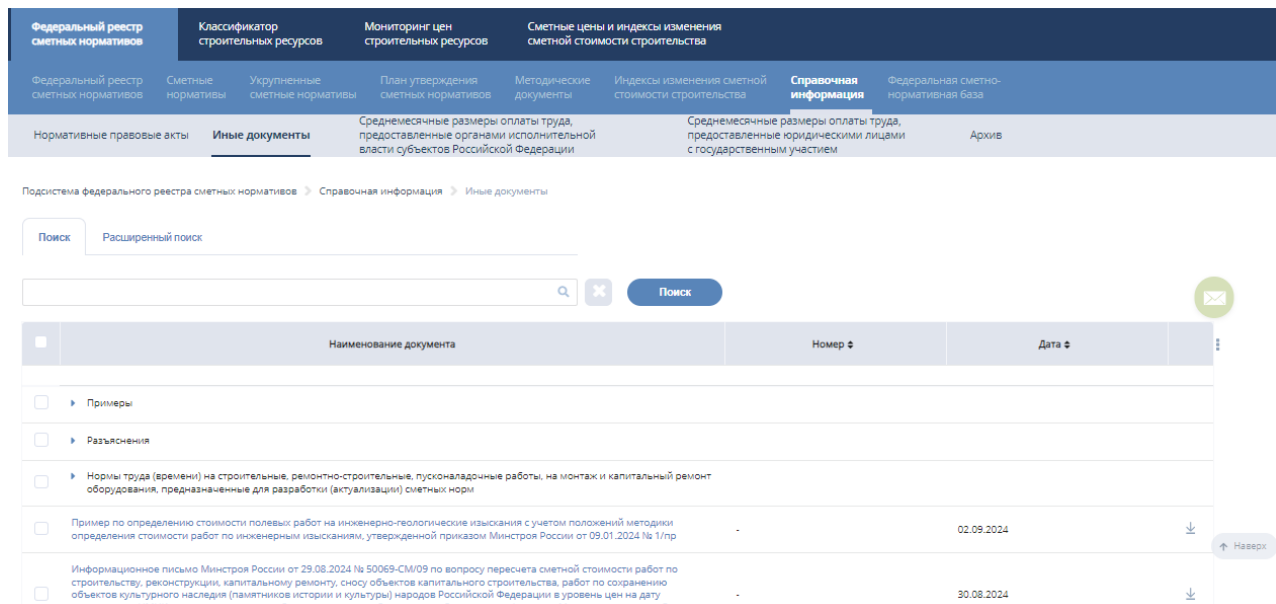 Федеральный реестр
сметных нормативов
Классификатор
строительных ресурсов
Мониторинг цен
строительных ресурсов
Сметные цены и индексы изменения
сметной стоимости строительства
Федеральный реестр
сметных нормативов
Сметные
нормативы
Укрупненные
сметные нормативы
План утверждения
сметных нормативов
Методические
документы
Индексы изменения сметной
стоимости строительства
Справочная
информация
Федеральная сметно-
нормативная база
Нормативные правовые акты
Иные документы
Среднемесячные размеры оплаты труда,
предоставленные органами исполнительной
власти субъектов Российской Федерации
Среднемесячные размеры оплаты труда,
предоставленные юридическими лицами
с государственным участием
Архив
Подсистема федерального реестра сметных нормативов > Справочная информация > Иные документы
Поиск
Расширенный поиск
Поиск
Наименование документа
Номер
Дата
Примеры
Разъяснения
Нормы труда (времени) на строительные, ремонтно-строительные, пусконаладочные работы, на монтаж и капитальный ремонт
оборудования, предназначенные для разработки (актуализации) сметных норм
Пример по определению стоимости полевых работ на инженерно-геологические изыскания с учетом положений методики
определения стоимости работ по инженерным изысканиям, утвержденной приказом Минстроя России от 09.01.2024 № 1/пр
-
02.09.2024
Наверх
Информационное письмо Минстроя России от 29.08.2024 № 50069-СМ/09 по вопросу пересчета сметной стоимости работ по
строительству, реконструкции, капитальному ремонту, сносу объектов капитального строительства, работ по сохранению
объектов культурного наследия (памятников истории и культуры) народов Российской Федерации в уровень цен на дату
-
30.08.2024